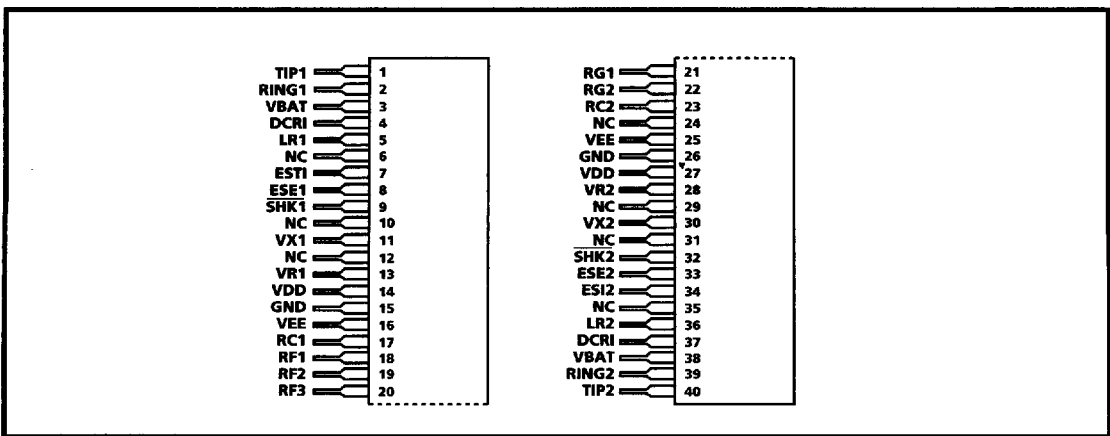 TIP1 1
RING1 2
VBAT 3
DCRI 4
LR1 5
NC 6
ESTI 7
ESE1 8
SHK1 9
NC 10
VX1 11
NC 12
VR1 13
VDD 14
GND 15
VEE 16
RC1 17
RF1 18
RF2 19
RF3 20
RG1 21
RG2 22
RC2 23
NC 24
VEE 25
GND 26
VDD 27
VR2 28
NC 29
VX2 30
NC 31
SHK2 32
ESE2 33
ESI2 34
NC 35
LR2 36
DCRI 37
VBAT 38
RING2 39
TIP2 40